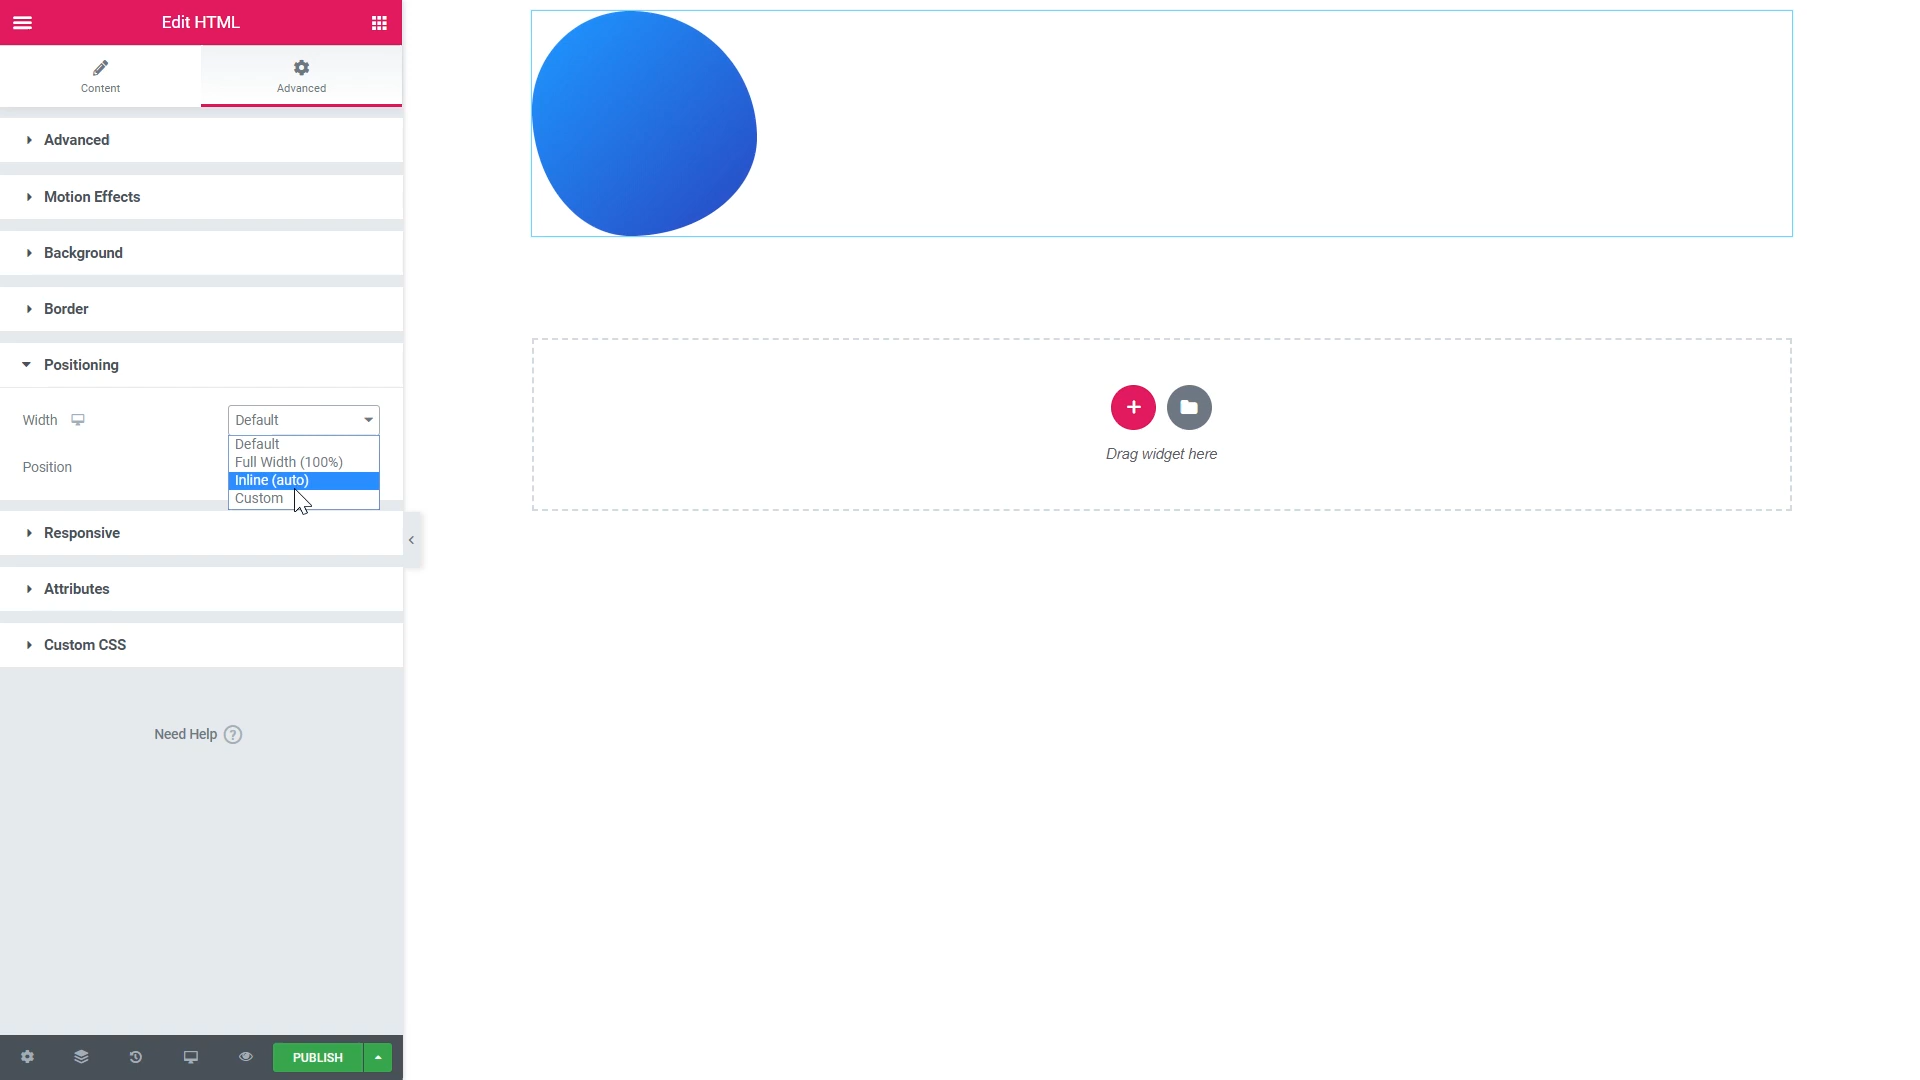 Edit HTML
Content
Advanced
Advanced
Motion Effects
Background
Border
Positioning
Width
Default
Default
Full Width (100%)
Inline (auto)
Custom
Position
Responsive
Attributes
Custom CSS
Need Help ?
PUBLISH
Drag widget here